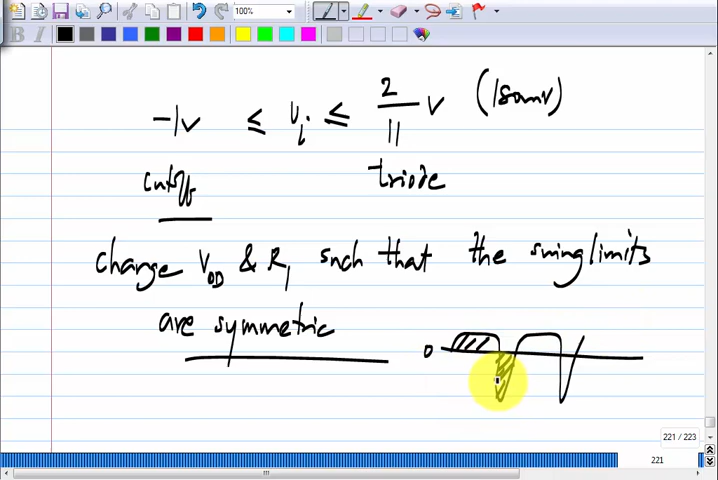 100%
B I
-1V ≤ Vi ≤ 2/11 V (180mV)
cutoff triode
change VDD & R1 such that the swing limits
are symmetric
0
221 / 223
221